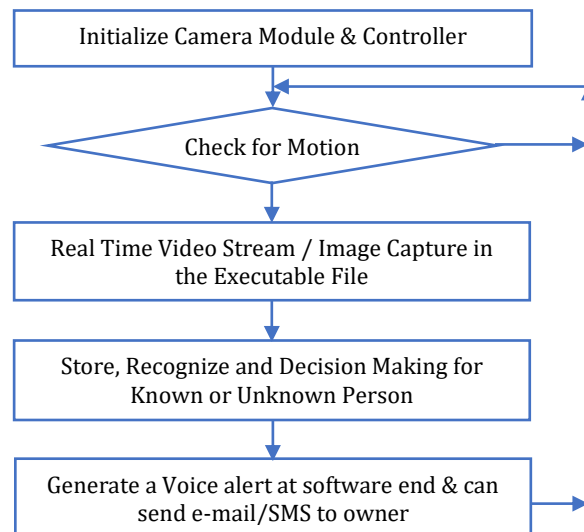 Initialize Camera Module & Controller
Check for Motion
Real Time Video Stream / Image Capture in
the Executable File
Store, Recognize and Decision Making for
Known or Unknown Person
Generate a Voice alert at software end & can
send e-mail/SMS to owner